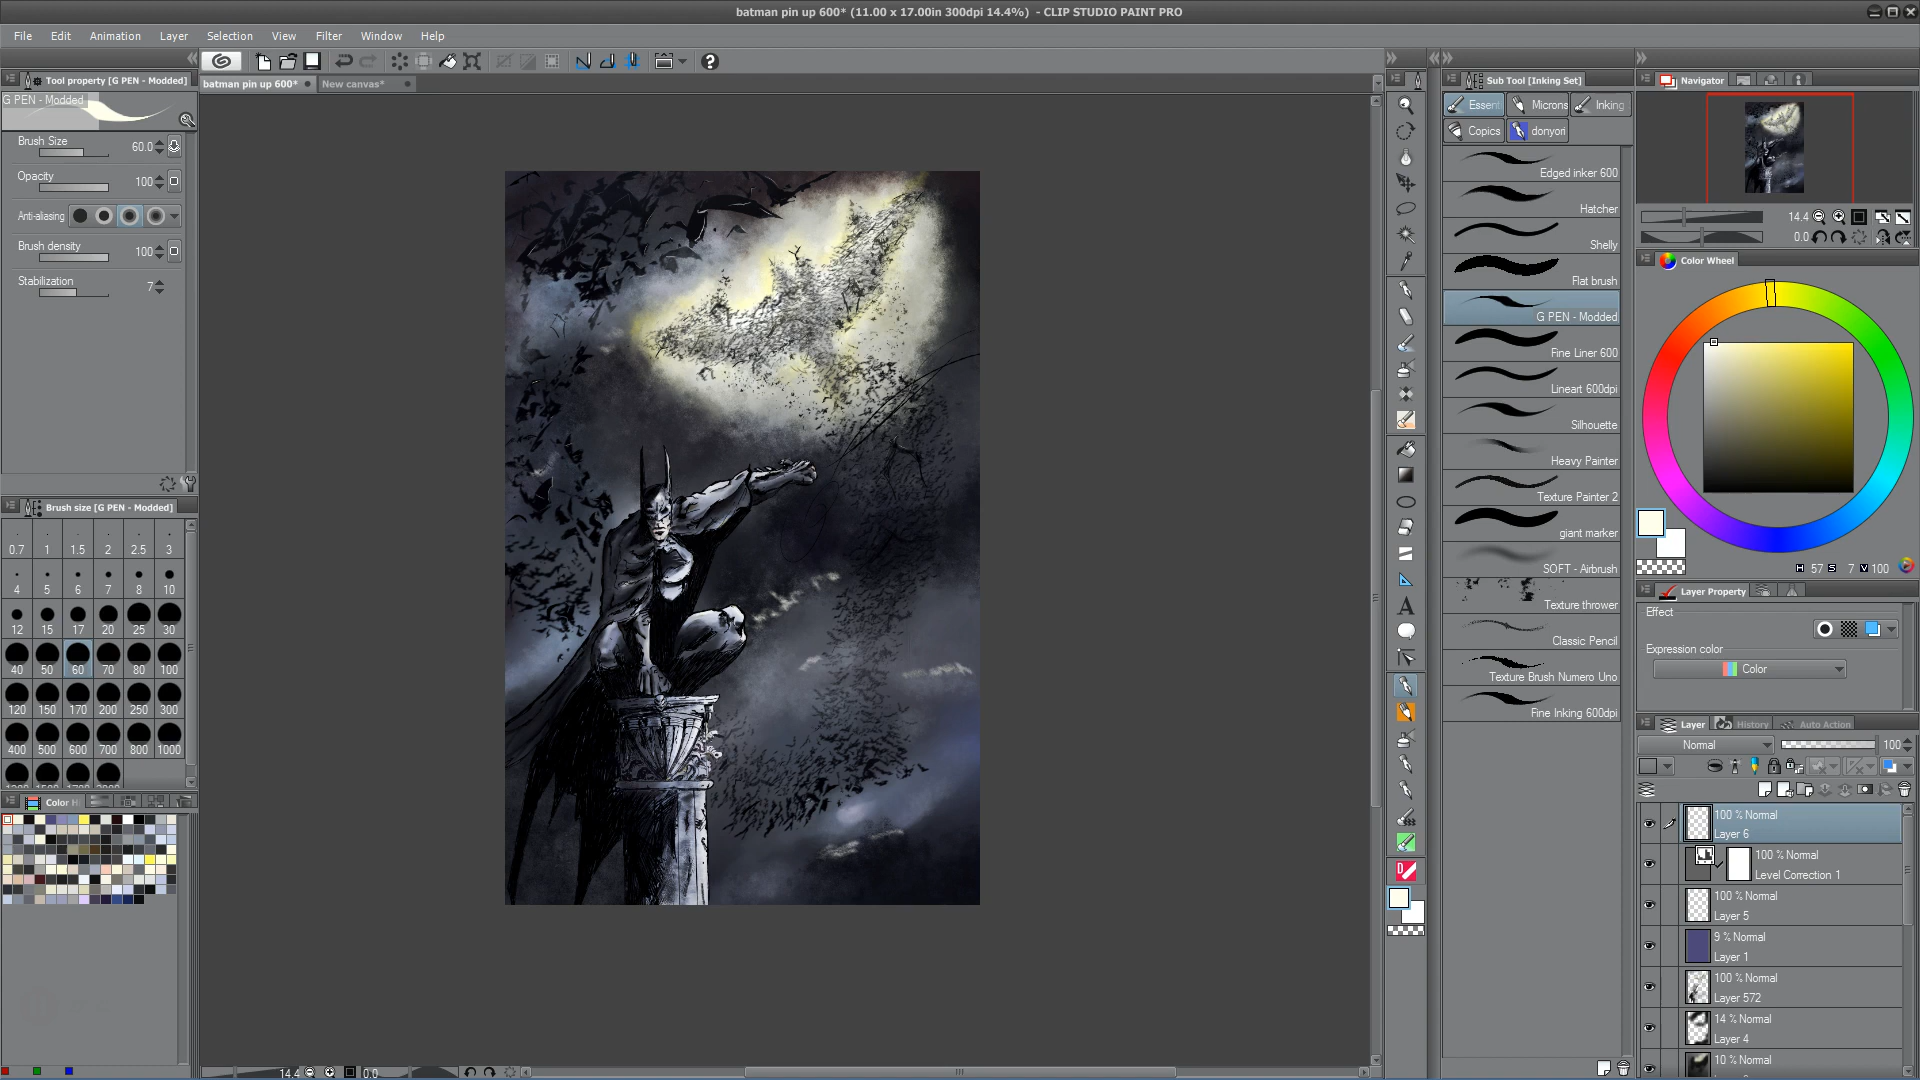 batman pin up 600* (11.00 x 17.00in 300dpi 14.4%) - CLIP STUDIO PAINT PRO
File Edit Animation Layer Selection View Filter Window Help
Tool property [G PEN - Modded]
G PEN - Modded
Brush Size 60.0
Opacity 100
Anti-aliasing
Brush density 100
Stabilization 7
Brush size [G PEN - Modded]
0.7 1 1.5 2 2.5 3
4 5 6 7 8 10
12 15 17 20 25 30
40 50 60 70 80 100
120 150 170 200 250 300
400 500 600 700 800 1000
Color H
batman pin up 600* New canvas*
14.4 0.0
Sub Tool [Inking Set]
Essent Microns Inking
Copics donyori
Edged inker 600
Hatcher
Shelly
Flat brush
G PEN - Modded
Fine Liner 600
Lineart 600dpi
Silhouette
Heavy Painter
Texture Painter 2
giant marker
SOFT - Airbrush
Texture thrower
Classic Pencil
Texture Brush Numero Uno
Fine Inking 600dpi
Navigator
14.4
0.0
Color Wheel
H 57 S 7 V 100
Layer Property
Effect
Expression color
Color
Layer History Auto Action
Normal 100
100 % Normal
Layer 6
100 % Normal
Level Correction 1
100 % Normal
Layer 5
9 % Normal
Layer 1
100 % Normal
Layer 572
14 % Normal
Layer 4
10 % Normal